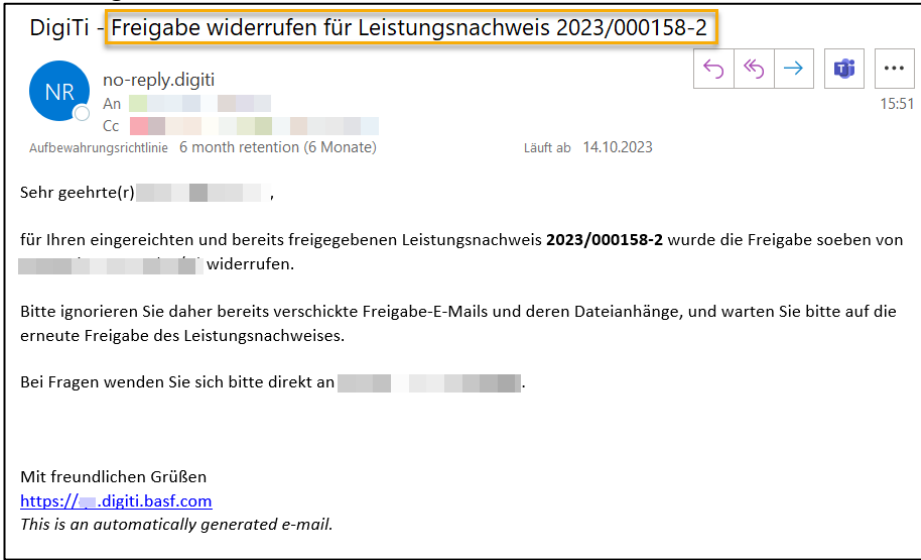 DigiTi - Freigabe widerrufen für Leistungsnachweis 2023/000158-2
NR
no-reply.digiti
An
Cc
15:51
Aufbewahrungsrichtlinie 6 month retention (6 Monate) Läuft ab 14.10.2023
Sehr geehrte(r) ,
für Ihren eingereichten und bereits freigegebenen Leistungsnachweis 2023/000158-2 wurde die Freigabe soeben von
widerrufen.
Bitte ignorieren Sie daher bereits verschickte Freigabe-E-Mails und deren Dateianhänge, und warten Sie bitte auf die
erneute Freigabe des Leistungsnachweises.
Bei Fragen wenden Sie sich bitte direkt an .
Mit freundlichen Grüßen
https:// .digiti.basf.com
This is an automatically generated e-mail.